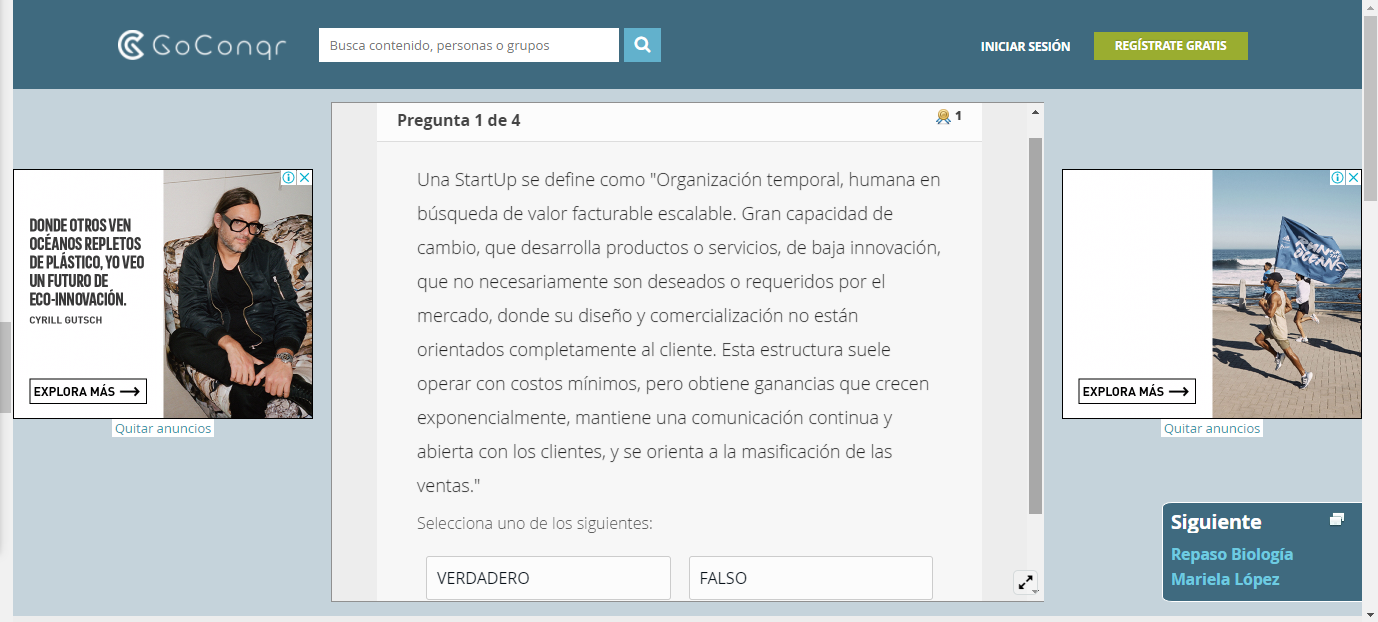 GoConqr
Busca contenido, personas o grupos
INICIAR SESIÓN
REGÍSTRATE GRATIS
Pregunta 1 de 4
1
Una StartUp se define como "Organización temporal, humana en
búsqueda de valor facturable escalable. Gran capacidad de
cambio, que desarrolla productos o servicios, de baja innovación,
que no necesariamente son deseados o requeridos por el
mercado, donde su diseño y comercialización no están
orientados completamente al cliente. Esta estructura suele
operar con costos mínimos, pero obtiene ganancias que crecen
exponencialmente, mantiene una comunicación continua y
abierta con los clientes, y se orienta a la masificación de las
ventas."
Selecciona uno de los siguientes:
VERDADERO
FALSO
DONDE OTROS VEN
OCÉANOS REPLETOS
DE PLÁSTICO, YO VEO
UN FUTURO DE
ECO-INNOVACIÓN.
CYRILL GUTSCH
EXPLORA MÁS
Quitar anuncios
RUN FOR THE
OCEANS
EXPLORA MÁS
Quitar anuncios
Siguiente
Repaso Biología
Mariela López